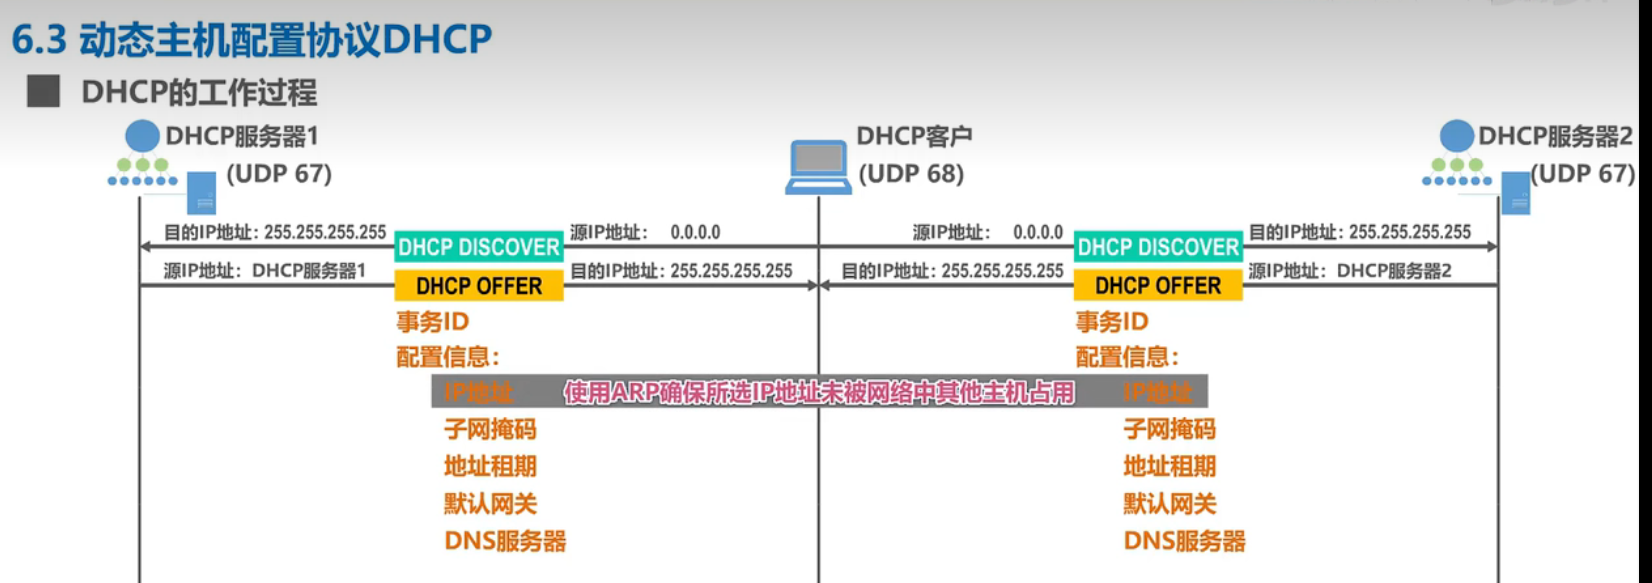 6.3 动态主机配置协议DHCP
DHCP的工作过程
DHCP服务器1
(UDP 67)
DHCP客户
(UDP 68)
DHCP服务器2
(UDP 67)
目的IP地址：255.255.255.255
DHCP DISCOVER
源IP地址： 0.0.0.0
源IP地址： 0.0.0.0
DHCP DISCOVER
目的IP地址：255.255.255.255
源IP地址：DHCP服务器1
DHCP OFFER
目的IP地址：255.255.255.255
目的IP地址：255.255.255.255
DHCP OFFER
源IP地址：DHCP服务器2
事务ID
事务ID
配置信息：
配置信息：
IP地址
使用ARP确保所选IP地址未被网络中其他主机占用
IP地址
子网掩码
子网掩码
地址租期
地址租期
默认网关
默认网关
DNS服务器
DNS服务器